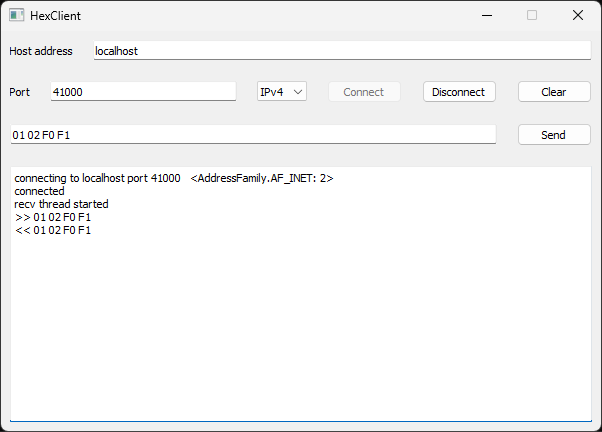 HexClient
Host address localhost
Port 41000 IPv4 Connect Disconnect Clear
01 02 F0 F1 Send
connecting to localhost port 41000 <AddressFamily.AF_INET: 2>
connected
recv thread started
>> 01 02 F0 F1
<< 01 02 F0 F1